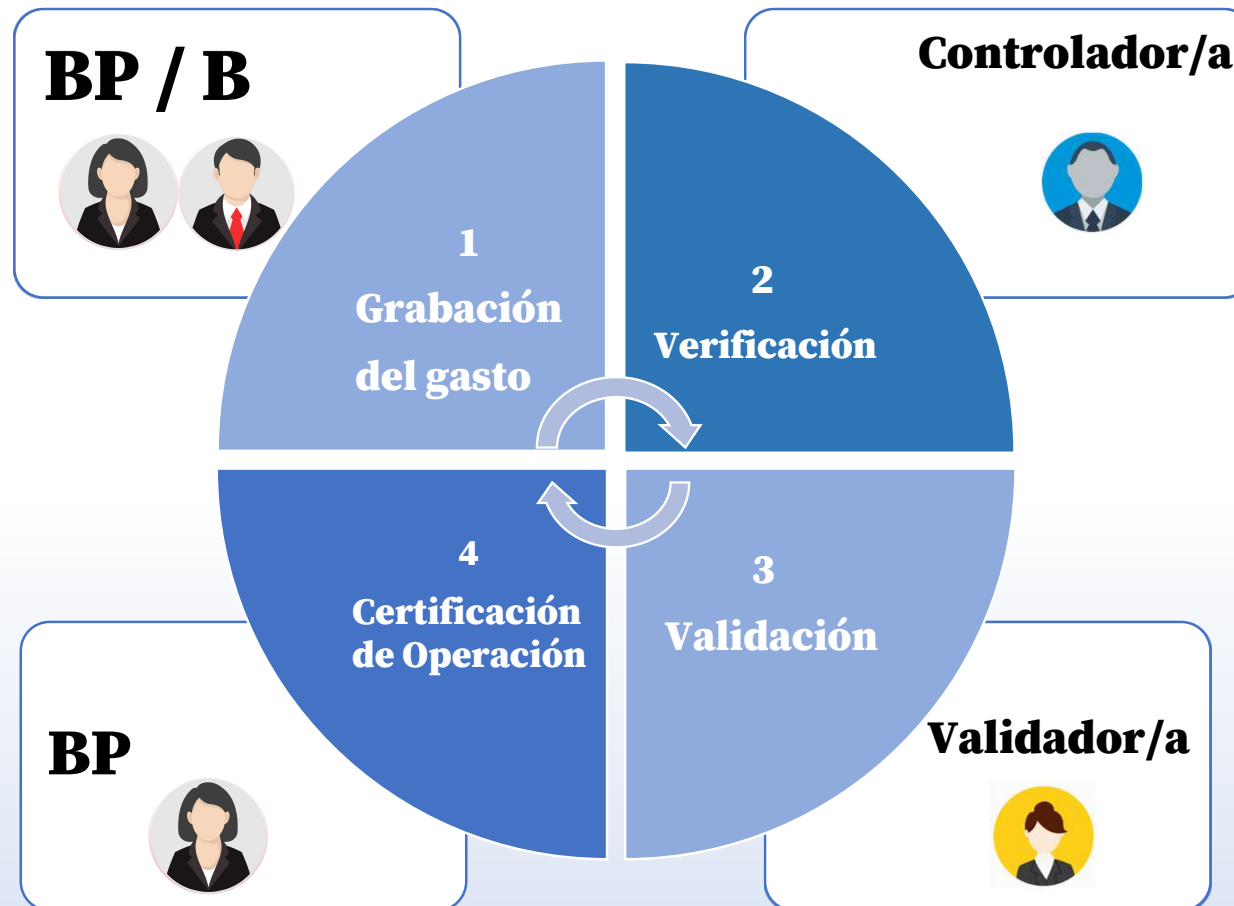 BP / B
1
Grabación
del gasto
Controlador/a
2
Verificación
Validador/a
3
Validación
BP
4
Certificación
de Operación